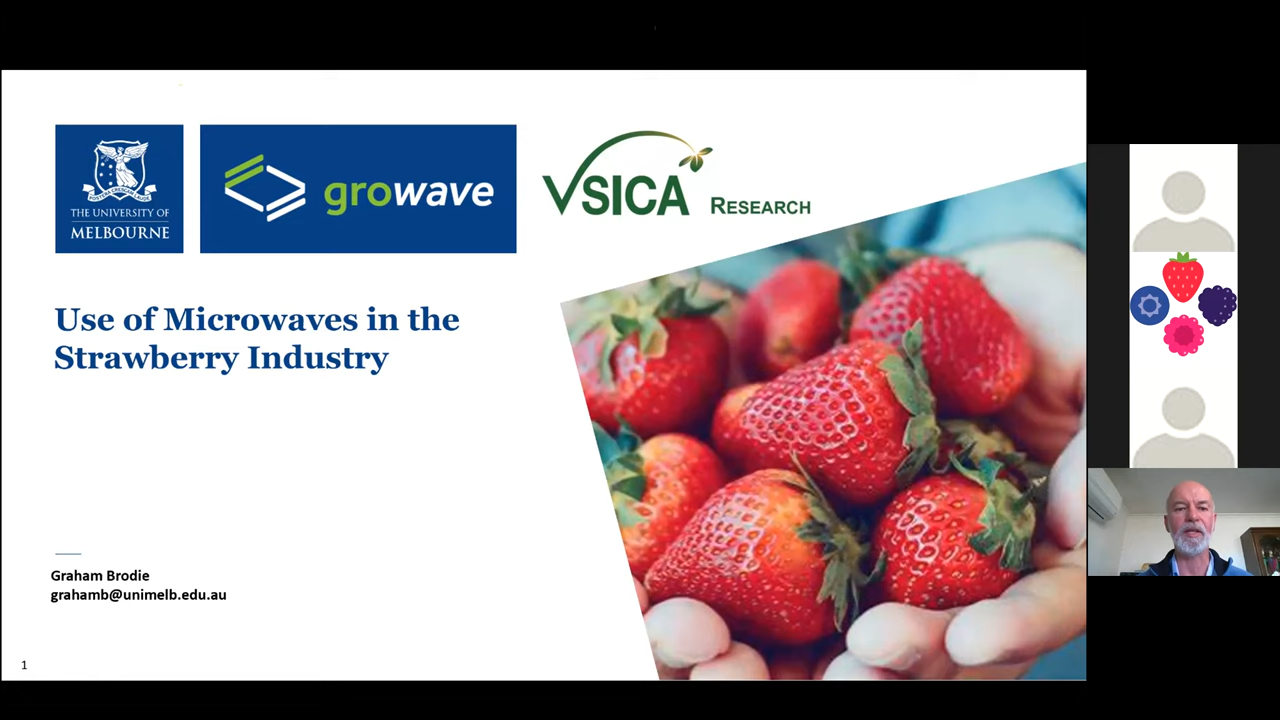 THE UNIVERSITY OF
MELBOURNE
growave
VSICA RESEARCH
Use of Microwaves in the
Strawberry Industry
Graham Brodie
grahamb@unimelb.edu.au
1